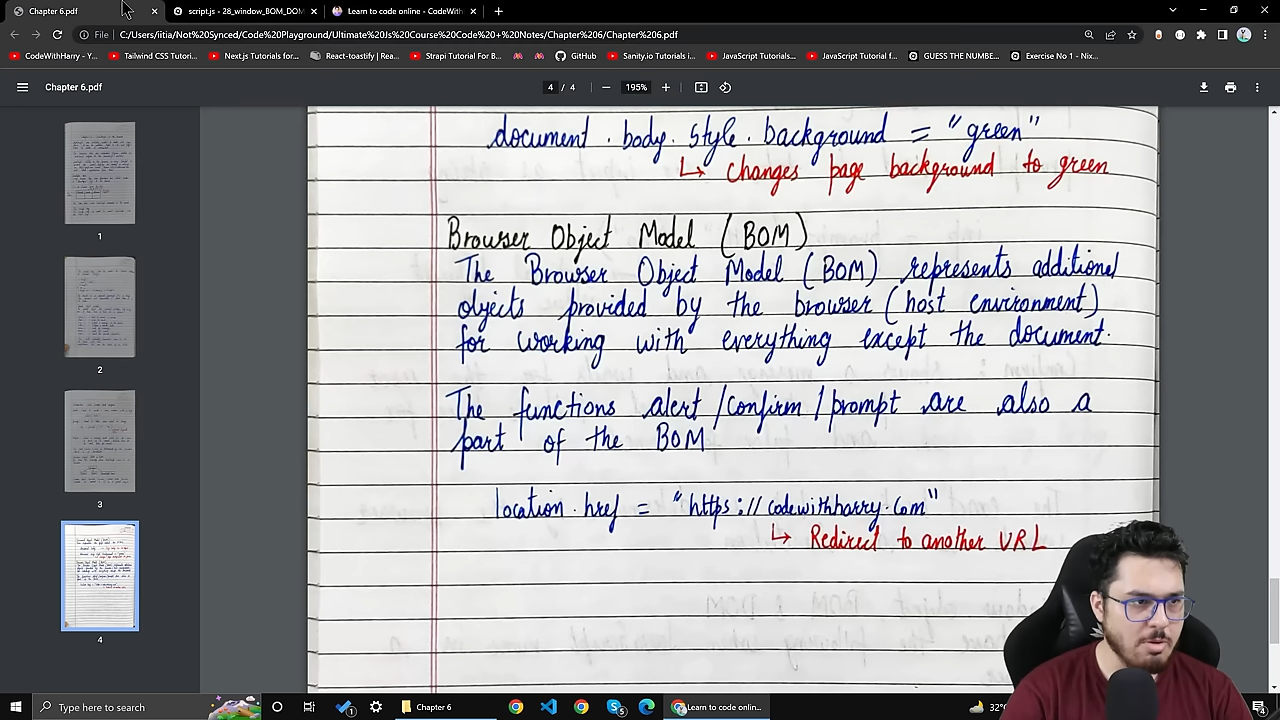 Chapter 6.pdf
script.js - 28_window_BOM_DOM
Learn to code online - CodeWith
File
C:/Users/iitia/Not%20Synced/Code%20Playground/Ultimate%20Js%20Course%20Code%20+%20Notes/Chapter%206/Chapter%206.pdf
CodeWithHarry - Y...
Tailwind CSS Tutori...
Next.js Tutorials for...
React-toastify | Rea...
Strapi Tutorial For B...
GitHub
Sanity.io Tutorials i...
JavaScript Tutorials...
JavaScript Tutorial f...
GUESS THE NUMBE...
Exercise No 1 - Nix...
Chapter 6.pdf
4 / 4
195%
document.body.style.background = "green"
↳ Changes page background to green
Browser Object Model (BOM)
The Browser Object Model (BOM) represents additional
objects provided by the browser (host environment)
for working with everything except the document.
The functions alert/confirm/prompt are also a
part of the BOM
location.href = "https://codewithharry.com"
↳ Redirect to another URL
1
2
3
4
Type here to search
Chapter 6
Learn to code onlin...
32°